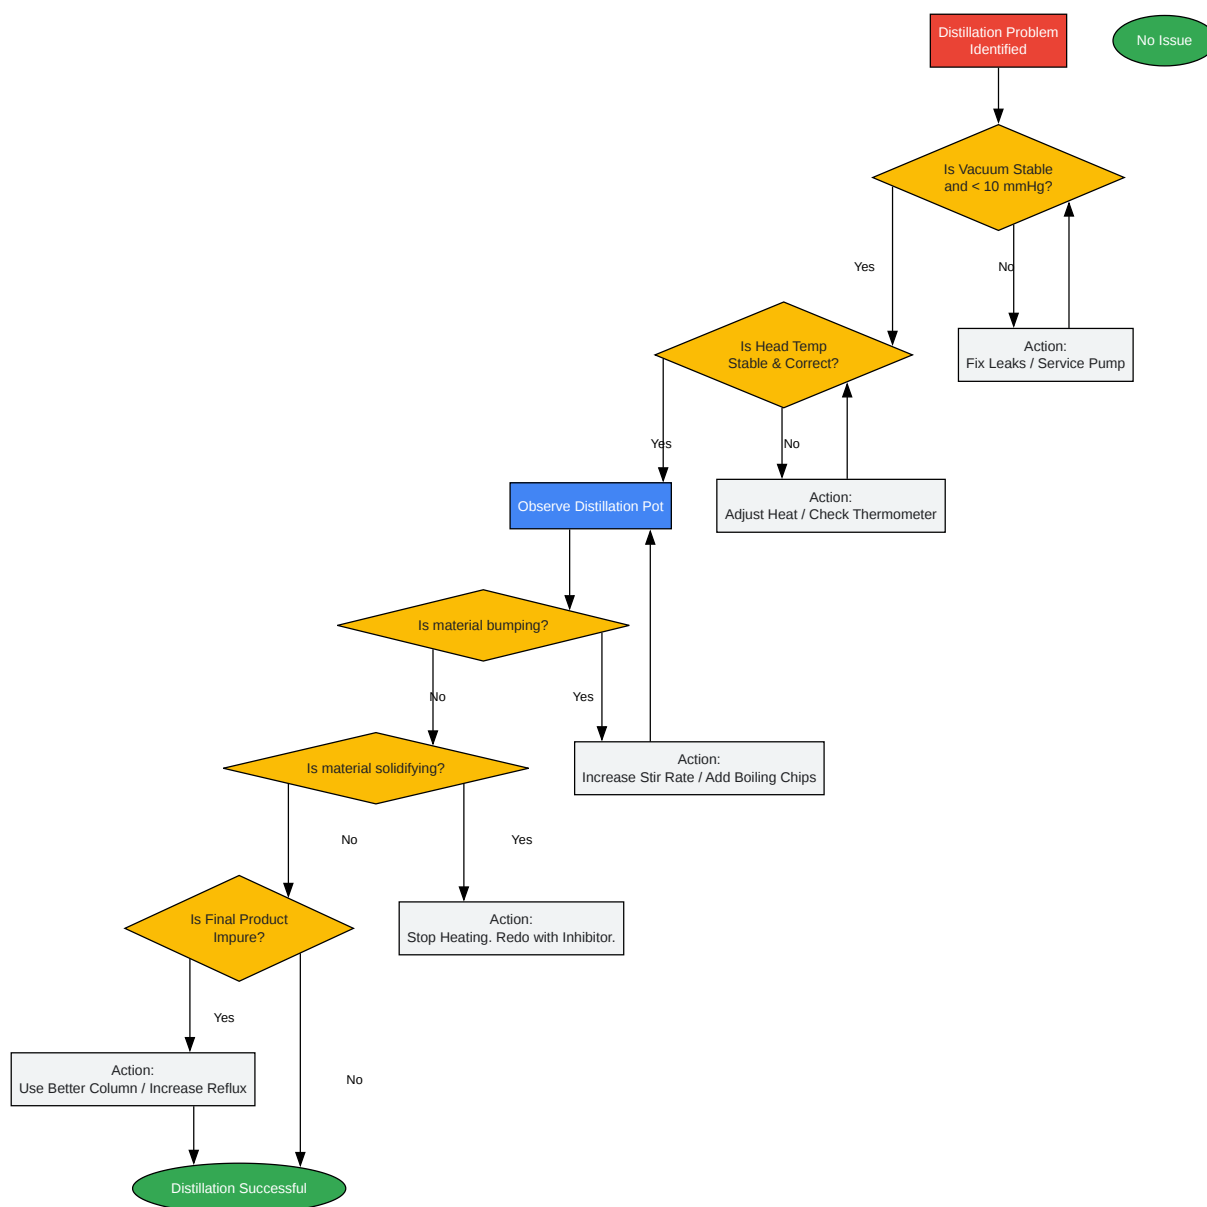 Distillation Problem
Identified
No Issue
Is Vacuum Stable
and < 10 mmHg?
Yes
No
Is Head Temp
Stable & Correct?
Action:
Fix Leaks / Service Pump
Yes
No
Observe Distillation Pot
Action:
Adjust Heat / Check Thermometer
Is material bumping?
No
Yes
Is material solidifying?
Action:
Increase Stir Rate / Add Boiling Chips
No
Yes
Is Final Product
Impure?
Action:
Stop Heating. Redo with Inhibitor.
Yes
No
Action:
Use Better Column / Increase Reflux
Distillation Successful